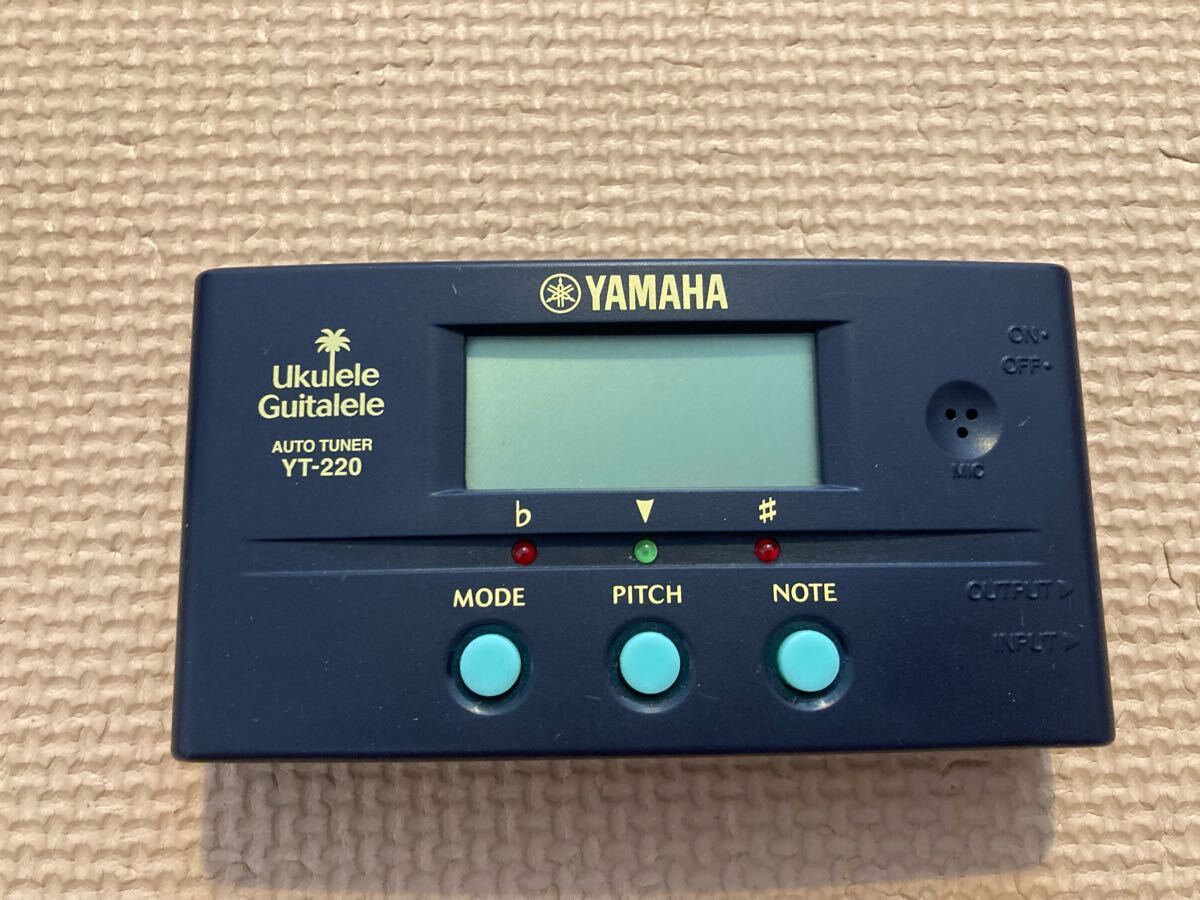 YAMAHA
Ukulele
Guitalele
AUTO TUNER
YT-220
ON•
OFF•
MIC
♭ ▼ ♯
MODE PITCH NOTE
OUTPUT >
INPUT >